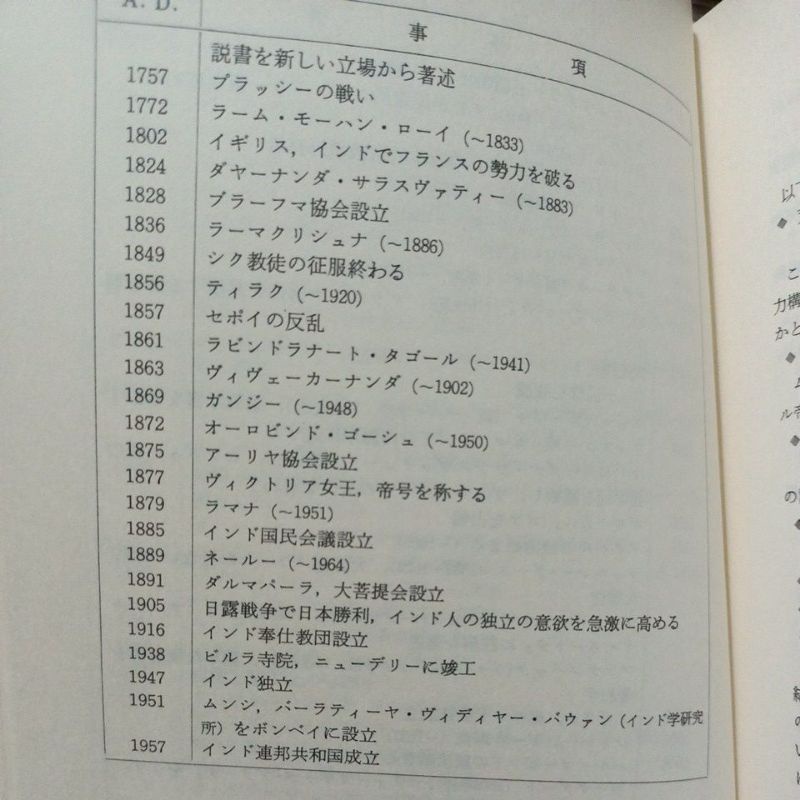 A. D.
事 項
説書を新しい立場から著述
1757 プラッシーの戦い
1772 ラーム・モーハン・ローイ (～1833)
1802 イギリス，インドでフランスの勢力を破る
1824 ダヤーナンダ・サラスヴァティー (～1883)
1828 ブラーフマ協会設立
1836 ラーマクリシュナ (～1886)
1849 シク教徒の征服終わる
1856 ティラク (～1920)
1857 セポイの反乱
1861 ラビンドラナート・タゴール (～1941)
1863 ヴィヴェーカーナンダ (～1902)
1869 ガンジー (～1948)
1872 オーロビンド・ゴーシュ (～1950)
1875 アーリヤ協会設立
1877 ヴィクトリア女王，帝号を称する
1879 ラマナ (～1951)
1885 インド国民会議設立
1889 ネールー (～1964)
1891 ダルマパーラ，大菩提会設立
1905 日露戦争で日本勝利，インド人の独立の意欲を急激に高める
1916 インド奉仕教団設立
1938 ビルラ寺院，ニューデリーに竣工
1947 インド独立
1951 ムンシ，バーラティーヤ・ヴィディヤー・バウァン (インド学研究
所) をボンベイに設立
1957 インド連邦共和国成立
以下
◆
こ
力構
かと
◆
ル帝
◆
の
◆
の
い